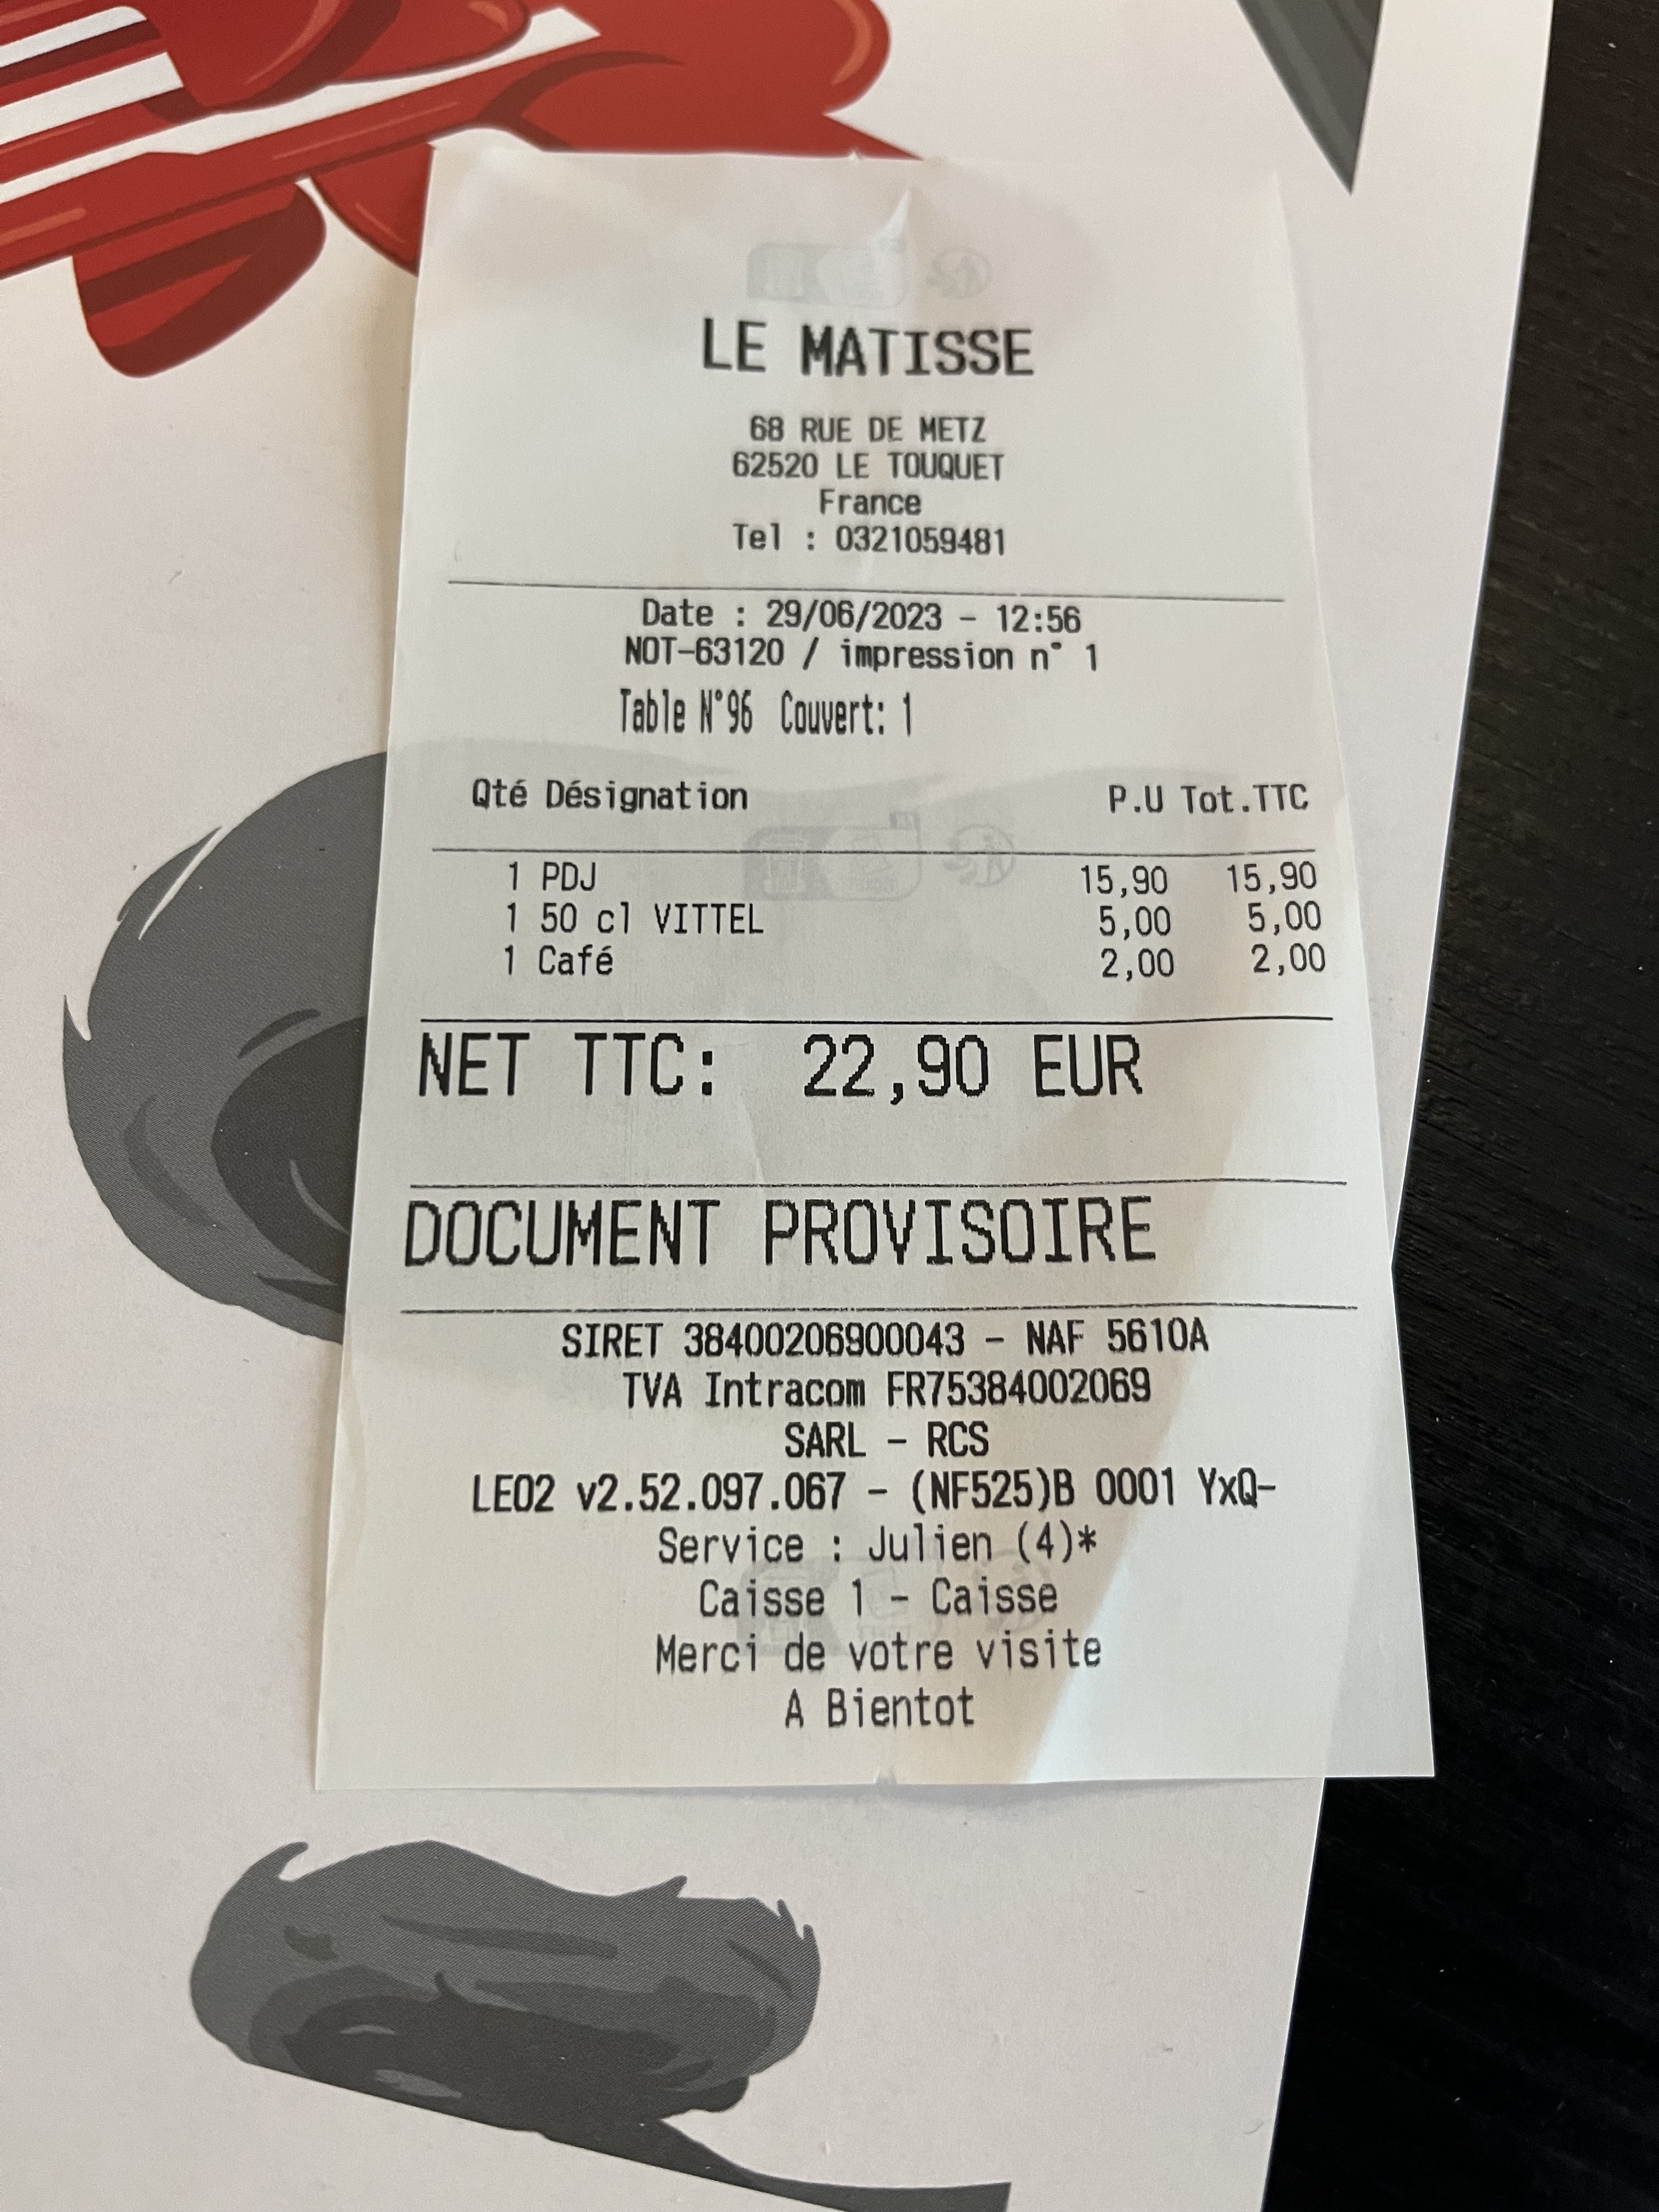 LE MATISSE
68 RUE DE METZ
62520 LE TOUQUET
France
Tel : 0321059481
Date : 29/06/2023 - 12:56
NOT-63120 / impression n° 1
Table N°96 Couvert: 1
Qté Désignation P.U Tot.TTC
1 PDJ 15,90 15,90
1 50 cl VITTEL 5,00 5,00
1 Café 2,00 2,00
NET TTC: 22,90 EUR
DOCUMENT PROVISOIRE
SIRET 38400206900043 - NAF 5610A
TVA Intracom FR75384002069
SARL - RCS
LEO2 v2.52.097.067 - (NF525)B 0001 YxQ-
Service : Julien (4)*
Caisse 1 - Caisse
Merci de votre visite
A Bientot